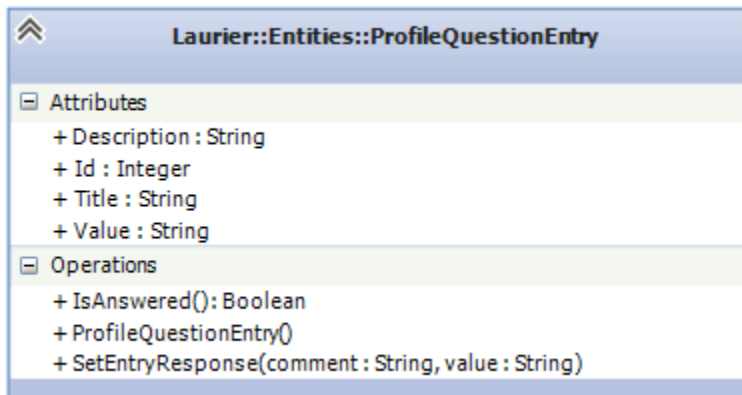 Laurier::Entities::ProfileQuestionEntry
Attributes
+ Description : String
+ Id : Integer
+ Title : String
+ Value : String
Operations
+ IsAnswered(): Boolean
+ ProfileQuestionEntry()
+ SetEntryResponse(comment : String, value : String)